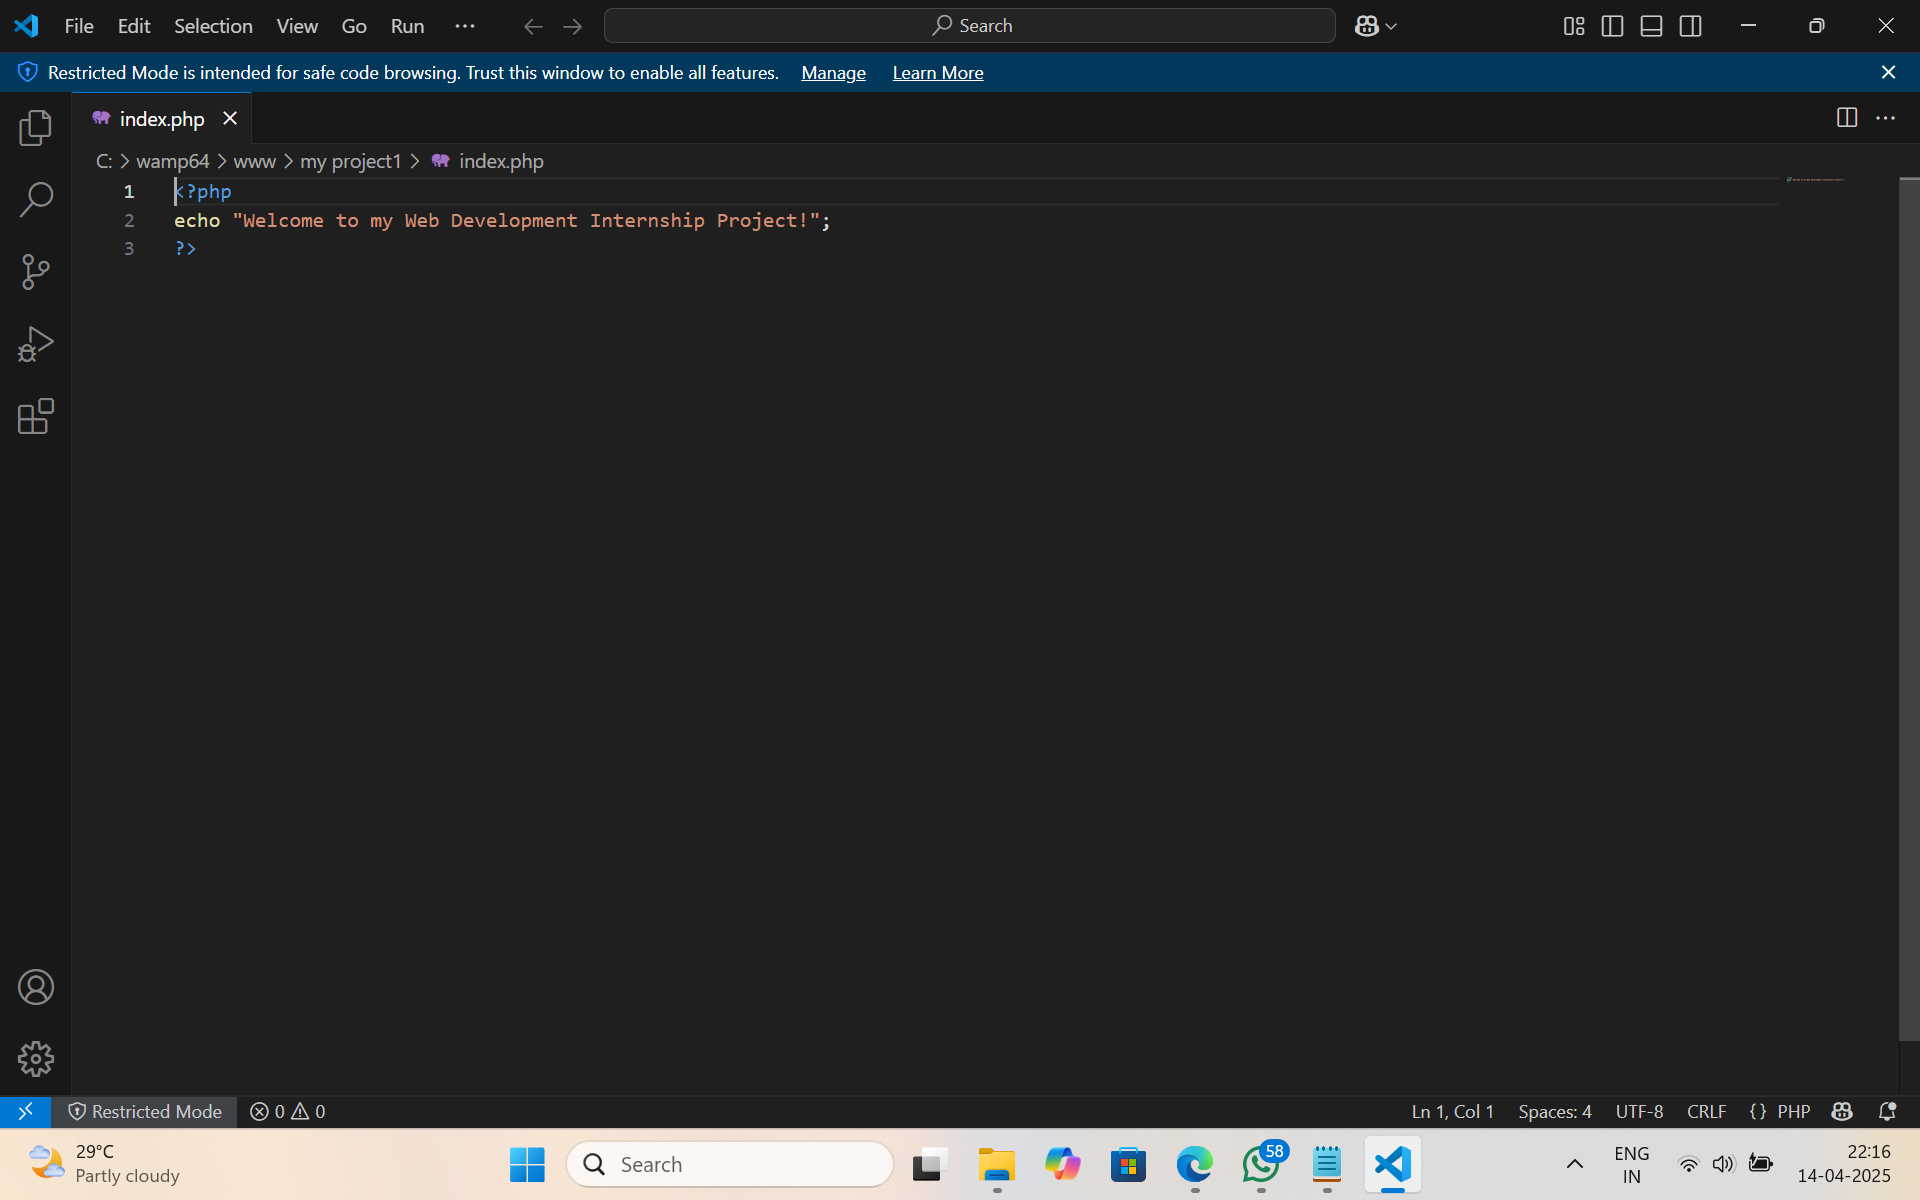 File Edit Selection View Go Run ··· Search
Restricted Mode is intended for safe code browsing. Trust this window to enable all features. Manage Learn More
index.php
C: > wamp64 > www > my project1 > index.php
1 <?php
2 echo "Welcome to my Web Development Internship Project!";
3 ?>
Restricted Mode 0 0 Ln 1, Col 1 Spaces: 4 UTF-8 CRLF {} PHP
29°C
Partly cloudy
Search
58
ENG
IN
22:16
14-04-2025